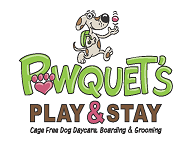 PAWQUET'S
PLAY & STAY
Cage Free Dog Daycare, Boarding & Grooming